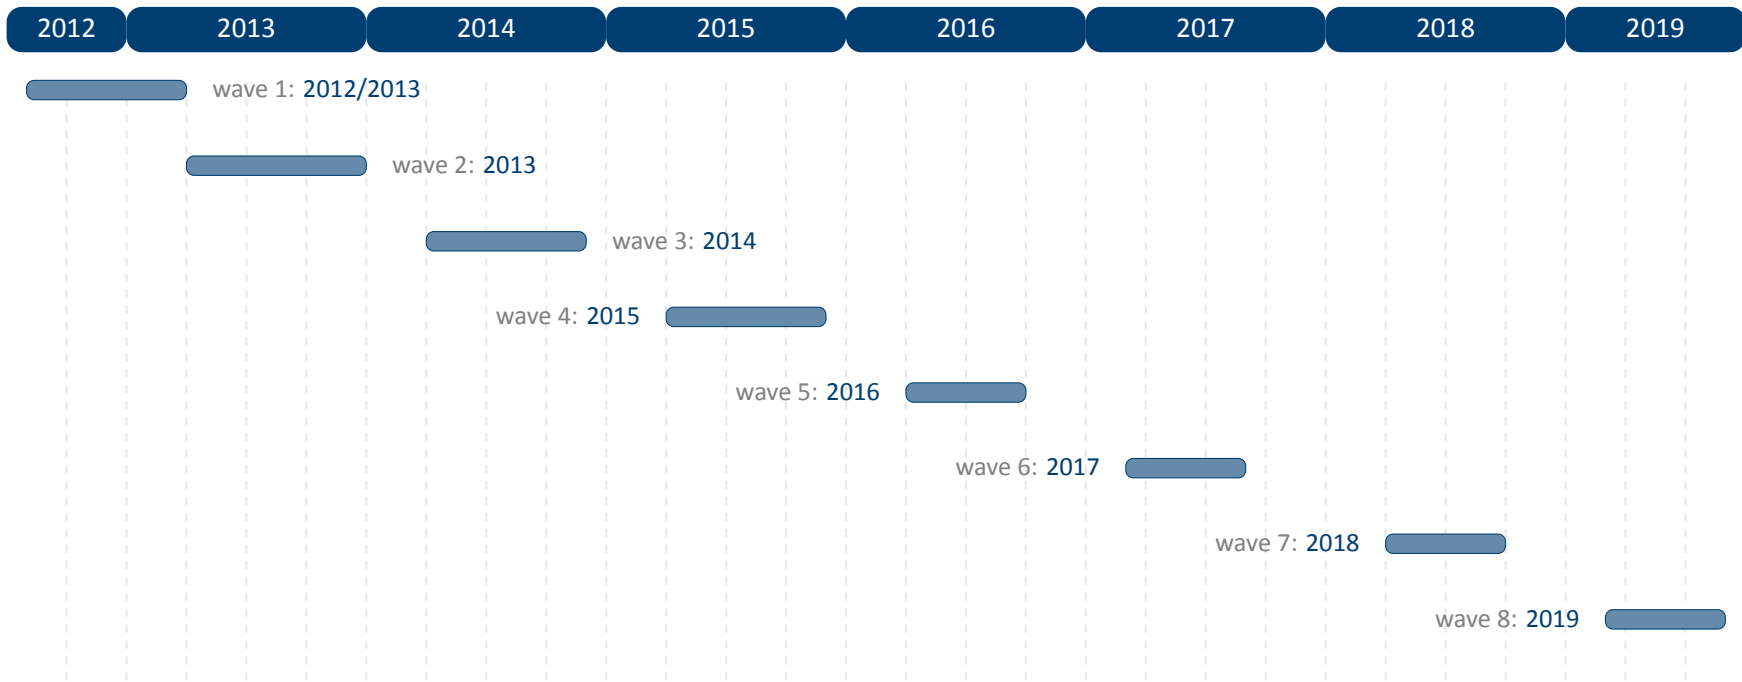 2012 2013 2014 2015 2016 2017 2018 2019
wave 1: 2012/2013
wave 2: 2013
wave 3: 2014
wave 4: 2015
wave 5: 2016
wave 6: 2017
wave 7: 2018
wave 8: 2019